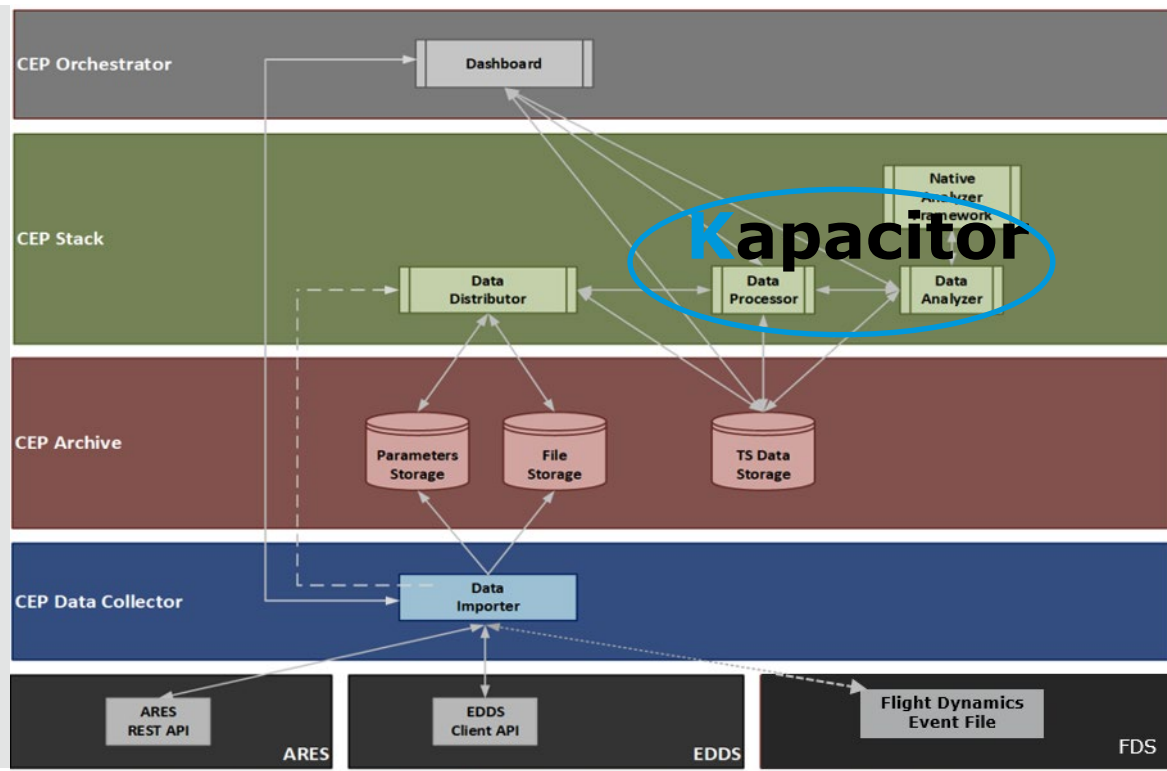 CEP Orchestrator
Dashboard
CEP Stack
Native
Analyzer
Framework
Kapacitor
Data
Distributor
Data
Processor
Data
Analyzer
CEP Archive
Parameters
Storage
File
Storage
TS Data
Storage
CEP Data Collector
Data
Importer
ARES
REST API
ARES
EDDS
Client API
EDDS
Flight Dynamics
Event File
FDS